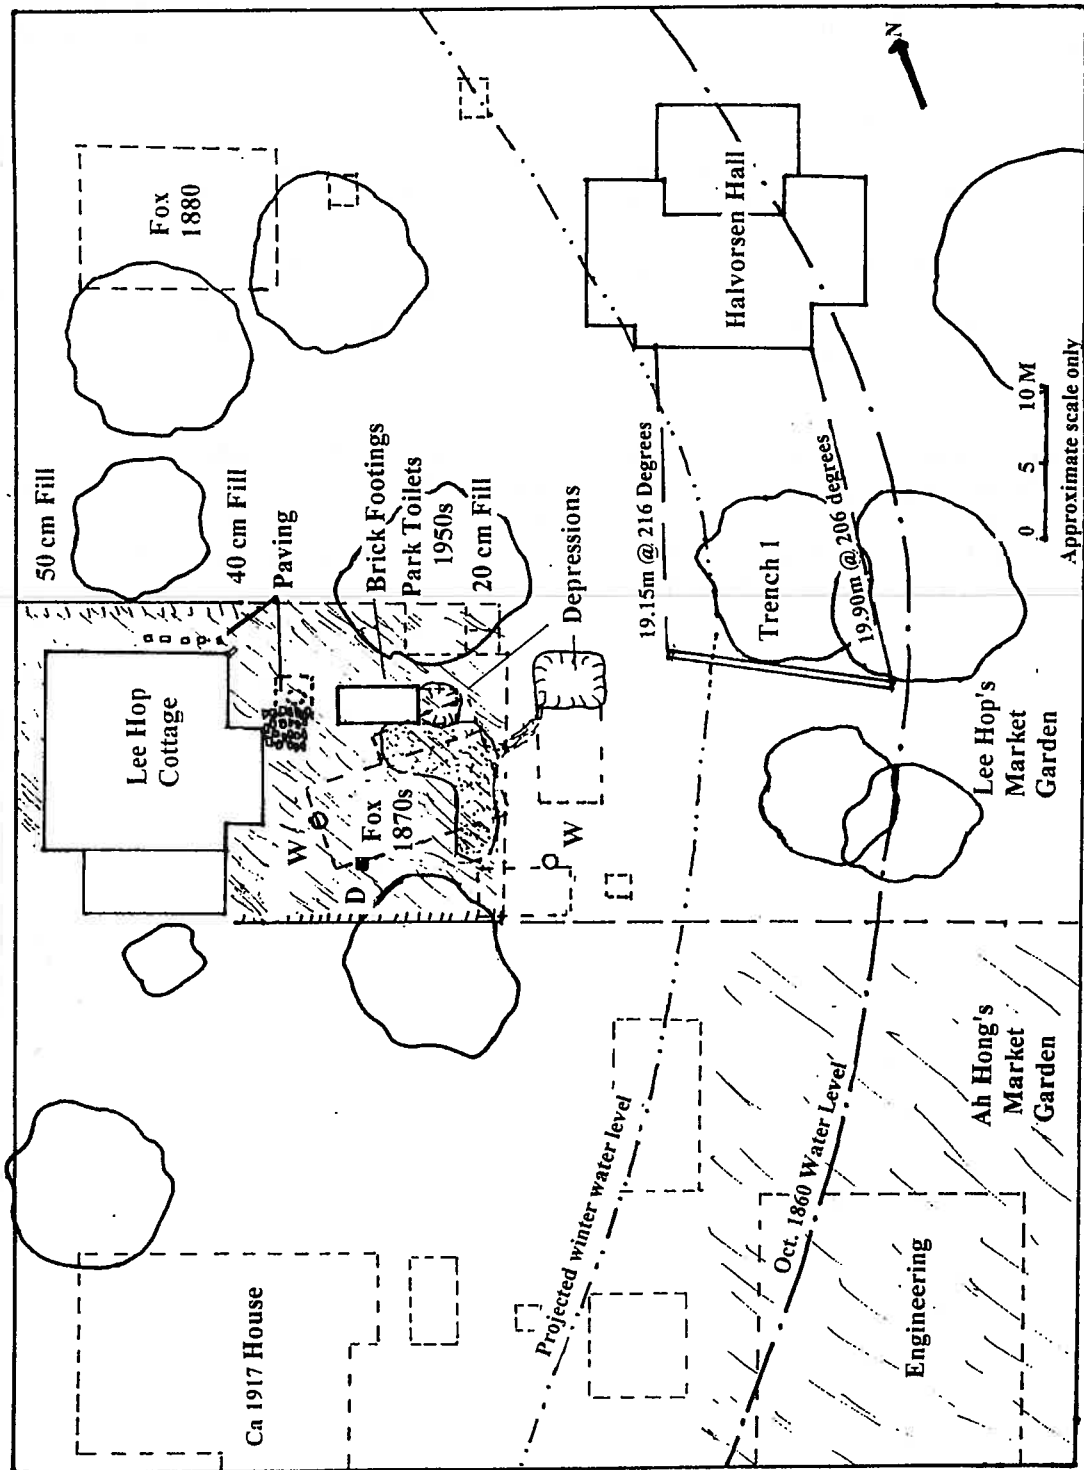 N
Fox
1880
Halvorsen Hall
50 cm Fill
40 cm Fill
Paving
Brick Footings
Park Toilets
1950s
20 cm Fill
Depressions
19.15m @ 216 Degrees
Trench 1
19.90m @ 206 degrees
0 5 10 M
Approximate scale only
Lee Hop
Cottage
W
Fox
1870s
D
W
Lee Hop's
Market
Garden
Ah Hong's
Market
Garden
Projected winter water level
Oct. 1860 Water Level
Ca 1917 House
Engineering